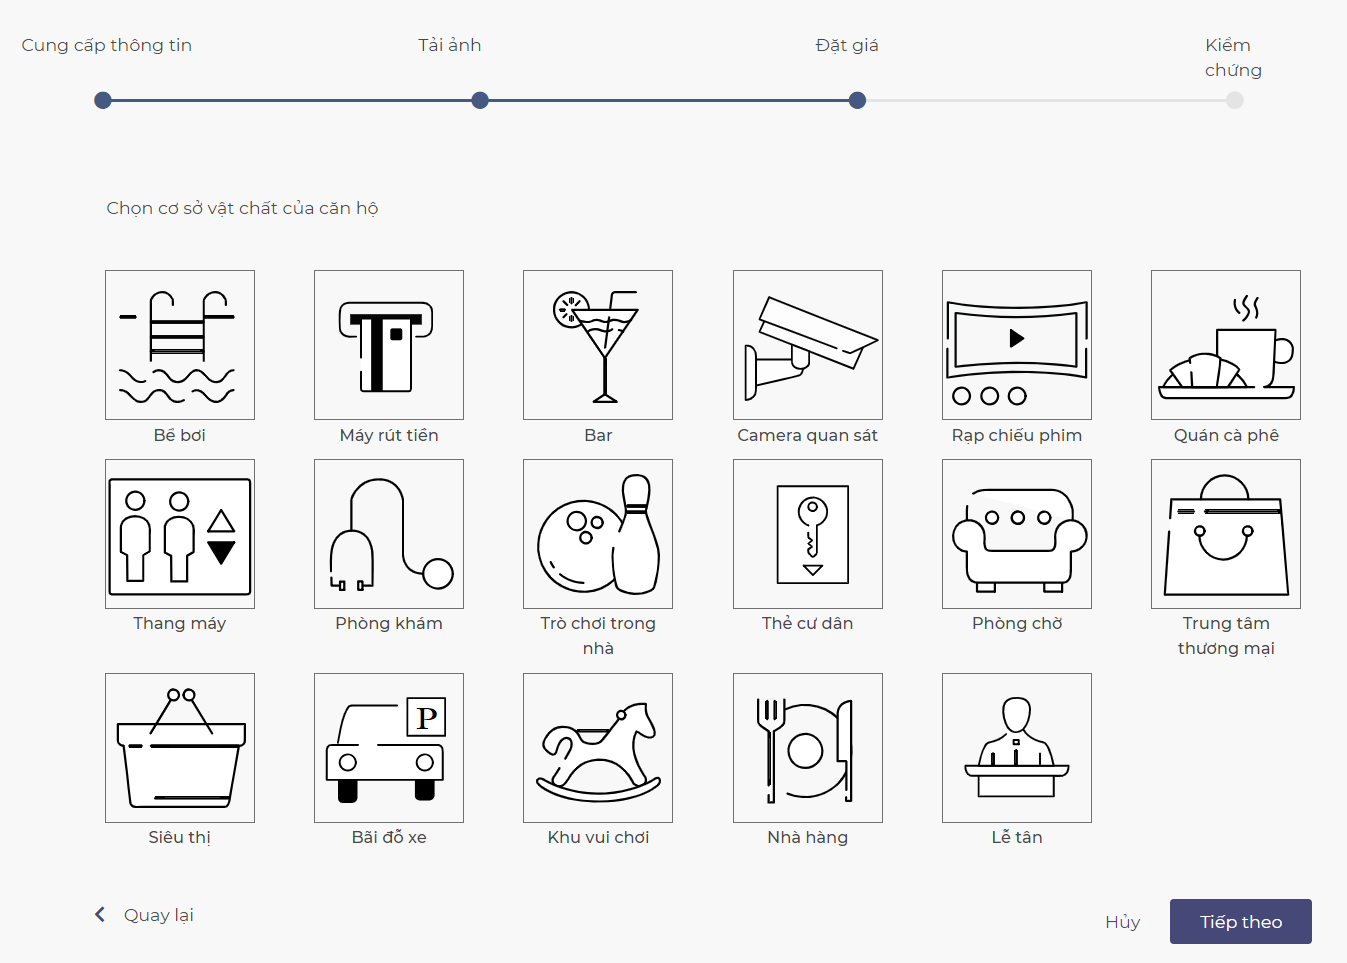 Cung cấp thông tin
Tải ảnh
Đặt giá
Kiểm
chứng
Chọn cơ sở vật chất của căn hộ
Bể bơi
Máy rút tiền
Bar
Camera quan sát
Rạp chiếu phim
Quán cà phê
Thang máy
Phòng khám
Trò chơi trong
nhà
Thẻ cư dân
Phòng chờ
Trung tâm
thương mại
P
Siêu thị
Bãi đỗ xe
Khu vui chơi
Nhà hàng
Lễ tân
Quay lại
Hủy
Tiếp theo